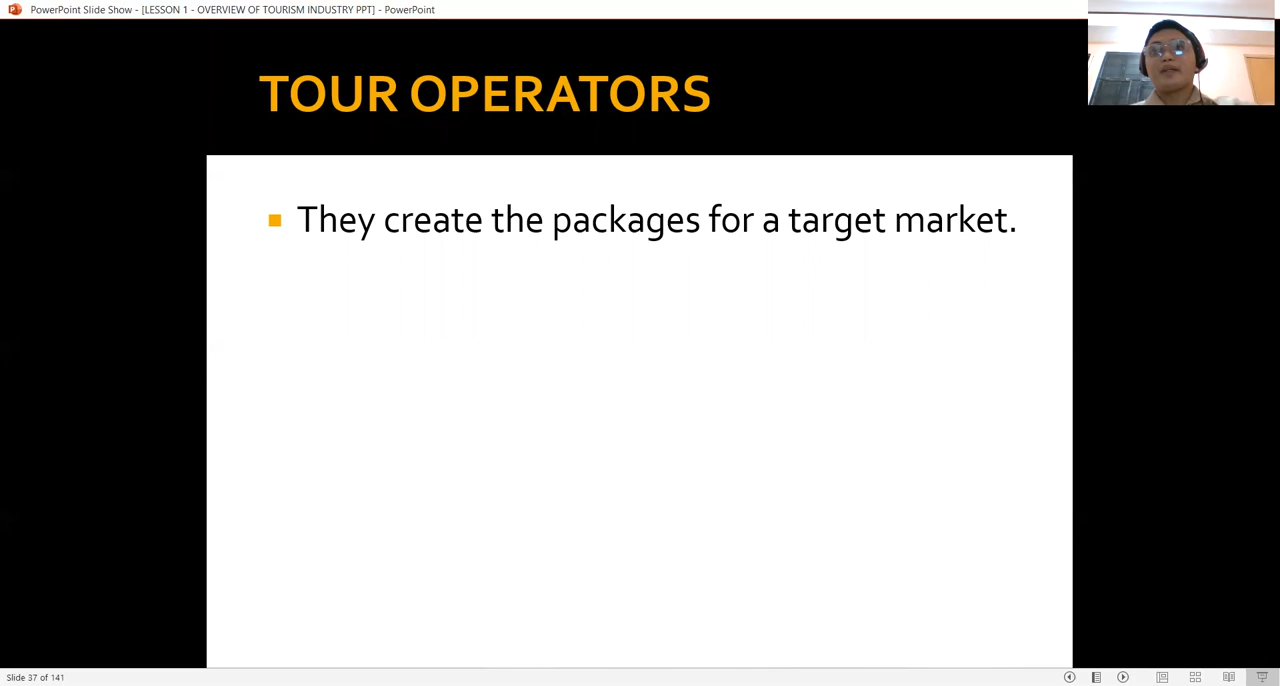 PowerPoint Slide Show - [LESSON 1 - OVERVIEW OF TOURISM INDUSTRY PPT] - PowerPoint
TOUR OPERATORS
They create the packages for a target market.
Slide 37 of 141